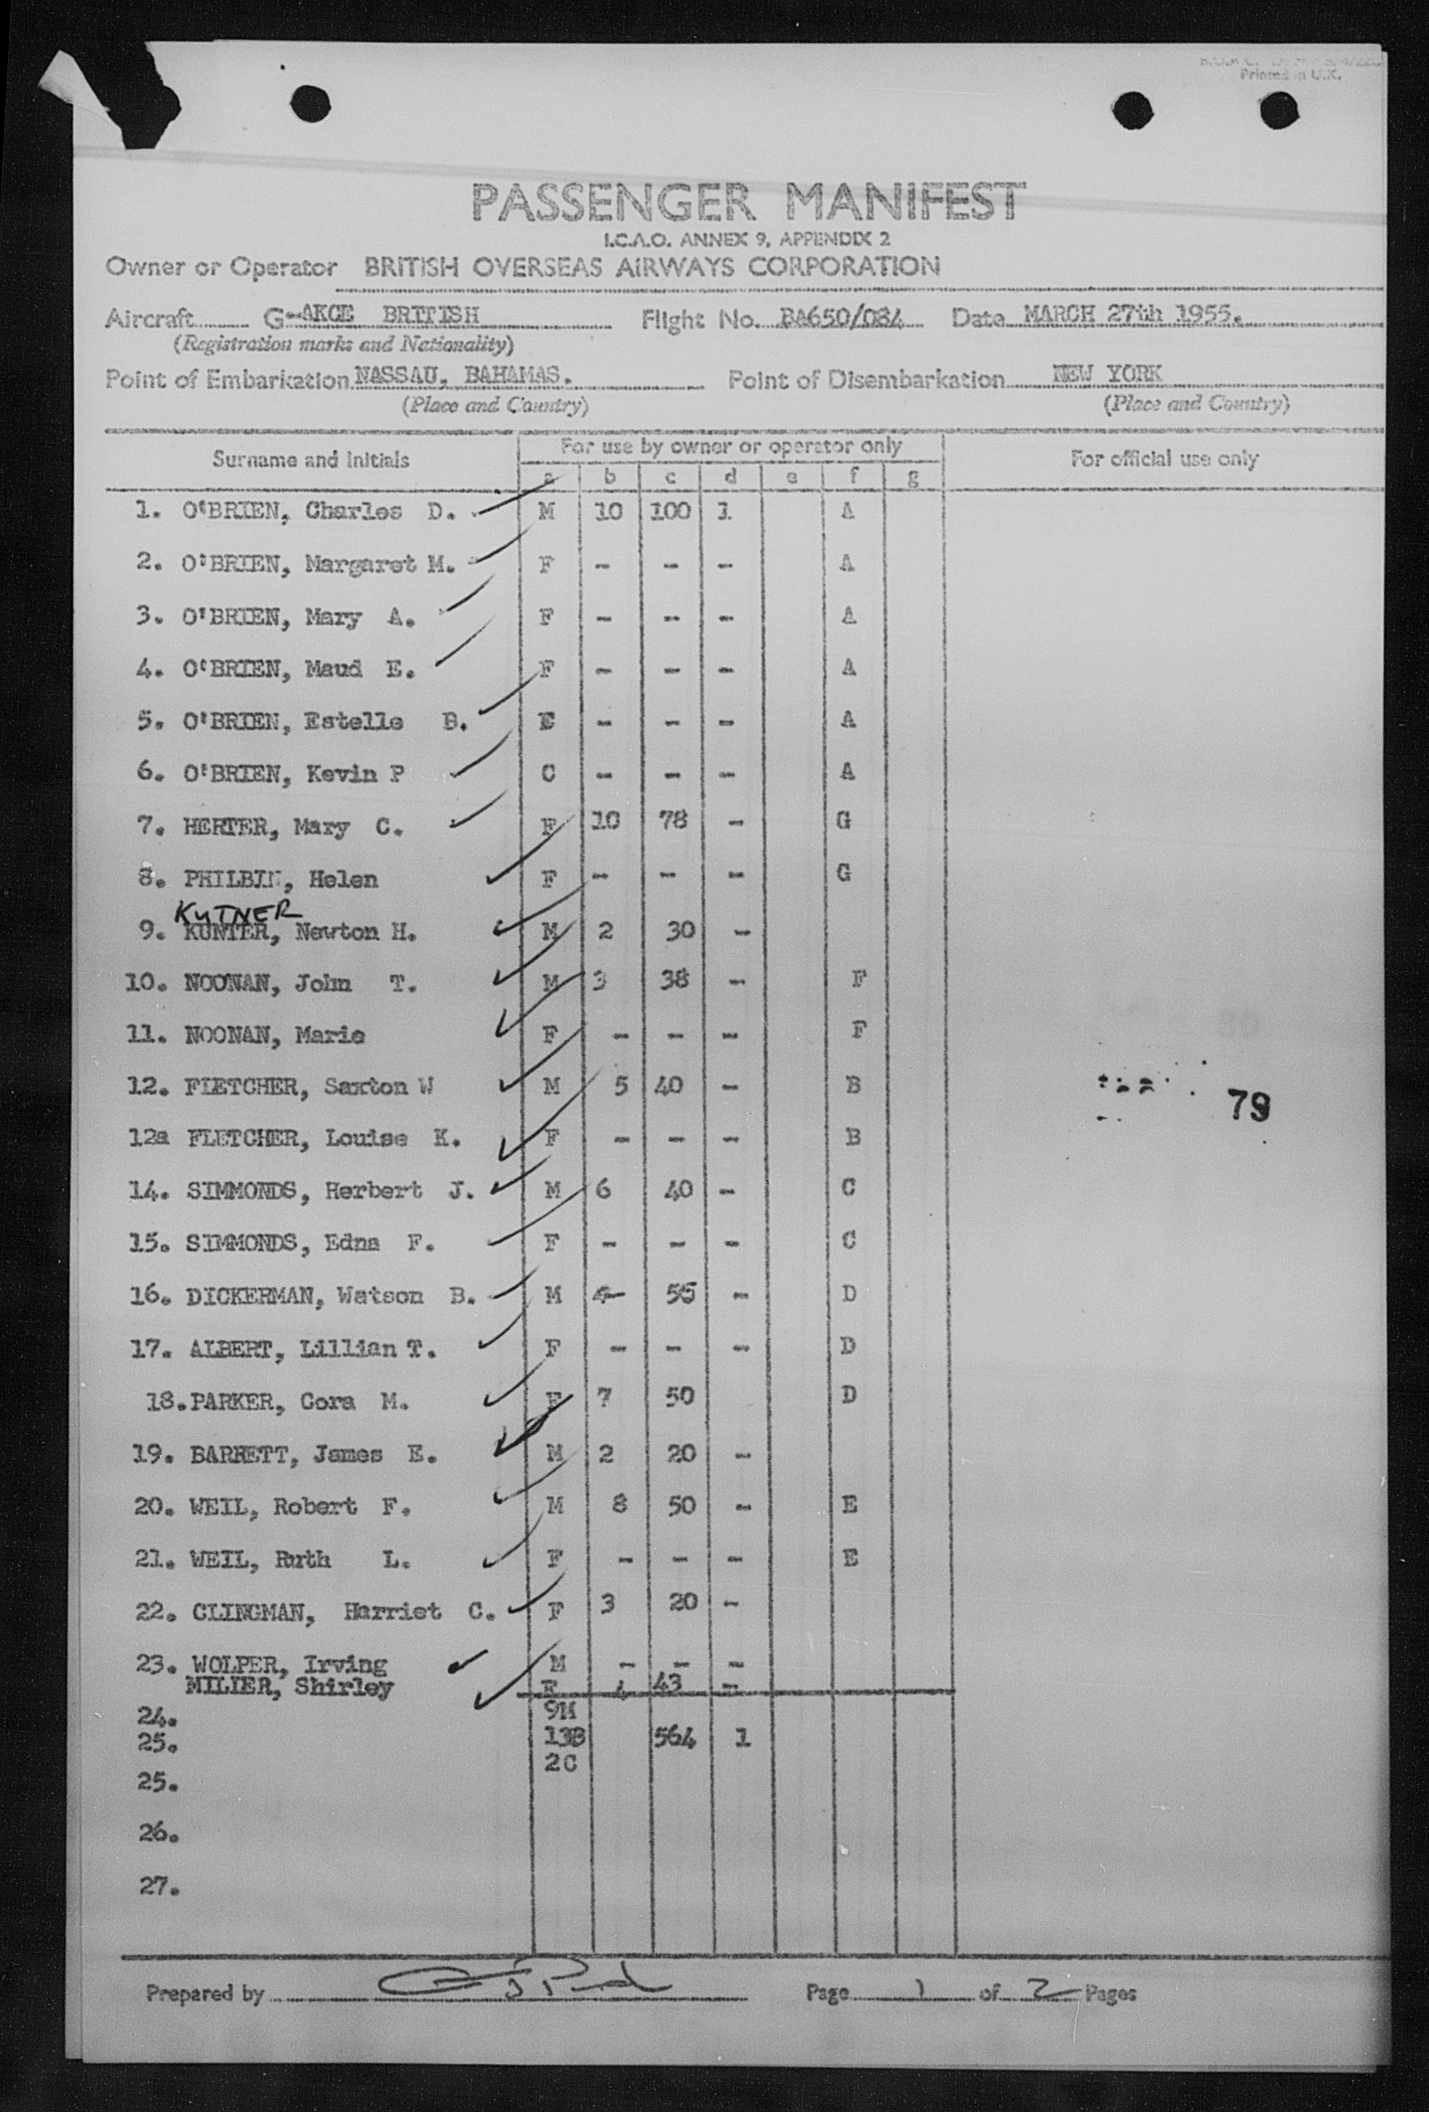 Printed in U.K.
PASSENGER MANIFEST
I.C.A.O. ANNEX 9, APPENDIX 2
Owner or Operator BRITISH OVERSEAS AIRWAYS CORPORATION
Aircraft G-AKCE BRITISH Flight No. BA650/084 Date MARCH 27th 1955.
(Registration marks and Nationality)
Point of Embarkation NASSAU, BAHAMAS. Point of Disembarkation NEW YORK
(Place and Country) (Place and Country)
Surname and Initials For use by owner or operator only For official use only
a b c d e f g
1. O'BRIEN, Charles D. M 10 100 1 A
2. O'BRIEN, Margaret M. F - - - A
3. O'BRIEN, Mary A. F - - - A
4. O'BRIEN, Maud E. F - - - A
5. O'BRIEN, Estelle B. C - - - A
6. O'BRIEN, Kevin P C - - - A
7. HERTER, Mary C. F 10 78 - G
8. PHILBIN, Helen F - - - G
KUTNER
9. KUNTER, Newton H. M 2 30 -
10. NOONAN, John T. M 3 38 - F
11. NOONAN, Marie F - - - F
12. FLETCHER, Saxton W M 5 40 - B
79
12a FLETCHER, Louise K. F - - - B
14. SIMMONDS, Herbert J. M 6 40 - C
15. SIMMONDS, Edna F. F - - - C
16. DICKERMAN, Watson B. M 4 55 - D
17. ALBERT, Lillian T. F - - - D
18. PARKER, Cora M. F 7 50 D
19. BARRETT, James E. M 2 20 -
20. WEIL, Robert F. M 8 50 - E
21. WEIL, Ruth L. F - - - E
22. CLINGMAN, Harriet C. F 3 20 -
23. WOLPER, Irving M - - -
MILLER, Shirley F 4 43 -
24. 9M
25. 13B 564 1
2C
25.
26.
27.
Prepared by Page 1 of 2 Pages